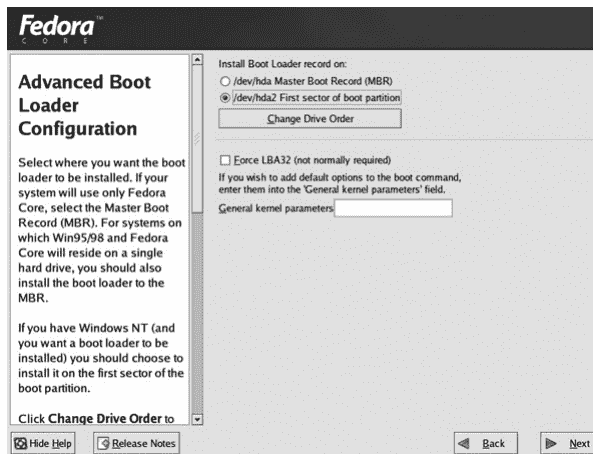 Fedora™
CORE
Advanced Boot
Loader
Configuration
Select where you want the boot
loader to be installed. If your
system will use only Fedora
Core, select the Master Boot
Record (MBR). For systems on
which Win95/98 and Fedora
Core will reside on a single
hard drive, you should also
install the boot loader to the
MBR.
If you have Windows NT (and
you want a boot loader to be
installed) you should choose to
install it on the first sector of the
boot partition.
Click Change Drive Order to
Install Boot Loader record on:
/dev/hda Master Boot Record (MBR)
/dev/hda2 First sector of boot partition
Change Drive Order
Force LBA32 (not normally required)
If you wish to add default options to the boot command,
enter them into the 'General kernel parameters' field.
General kernel parameters
Hide Help
Release Notes
Back
Next